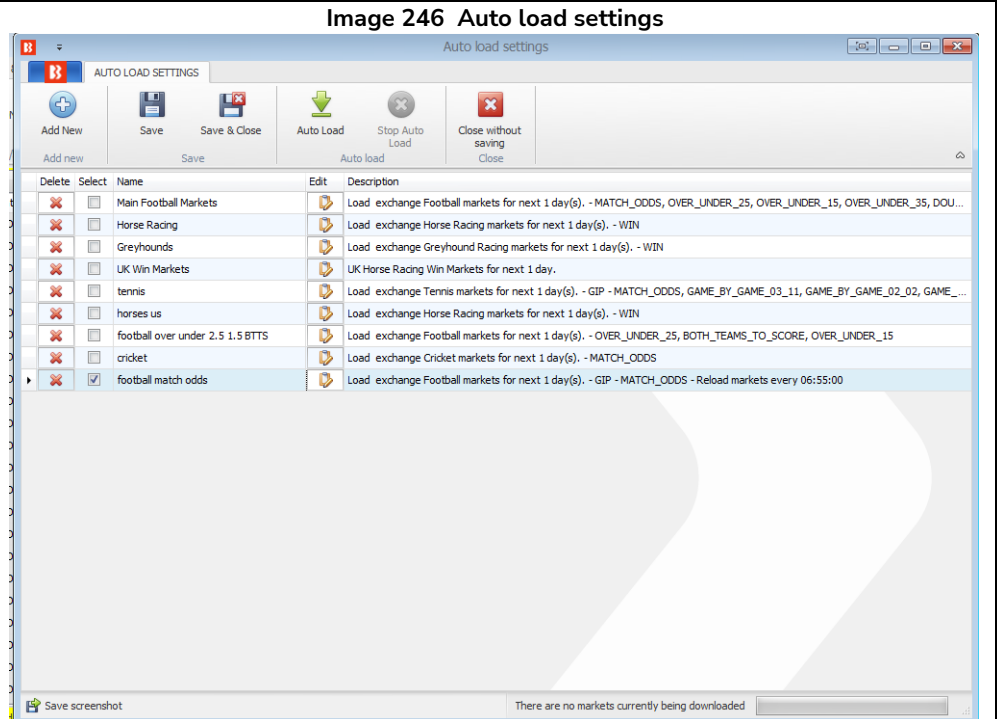 Image 246 Auto load settings
Auto load settings
AUTO LOAD SETTINGS
Add New
Save
Save & Close
Auto Load
Stop Auto
Load
Close without
saving
Add new
Save
Auto load
Close
Delete Select Name Edit Description
Main Football Markets Load exchange Football markets for next 1 day(s). - MATCH_ODDS, OVER_UNDER_25, OVER_UNDER_15, OVER_UNDER_35, DOU...
Horse Racing Load exchange Horse Racing markets for next 1 day(s). - WIN
Greyhounds Load exchange Greyhound Racing markets for next 1 day(s). - WIN
UK Win Markets UK Horse Racing Win Markets for next 1 day.
tennis Load exchange Tennis markets for next 1 day(s). - GIP - MATCH_ODDS, GAME_BY_GAME_03_11, GAME_BY_GAME_02_02, GAME_...
horses us Load exchange Horse Racing markets for next 1 day(s). - WIN
football over under 2.5 1.5 BTTS Load exchange Football markets for next 1 day(s). - OVER_UNDER_25, BOTH_TEAMS_TO_SCORE, OVER_UNDER_15
cricket Load exchange Cricket markets for next 1 day(s). - MATCH_ODDS
football match odds Load exchange Football markets for next 1 day(s). - GIP - MATCH_ODDS - Reload markets every 06:55:00
Save screenshot
There are no markets currently being downloaded